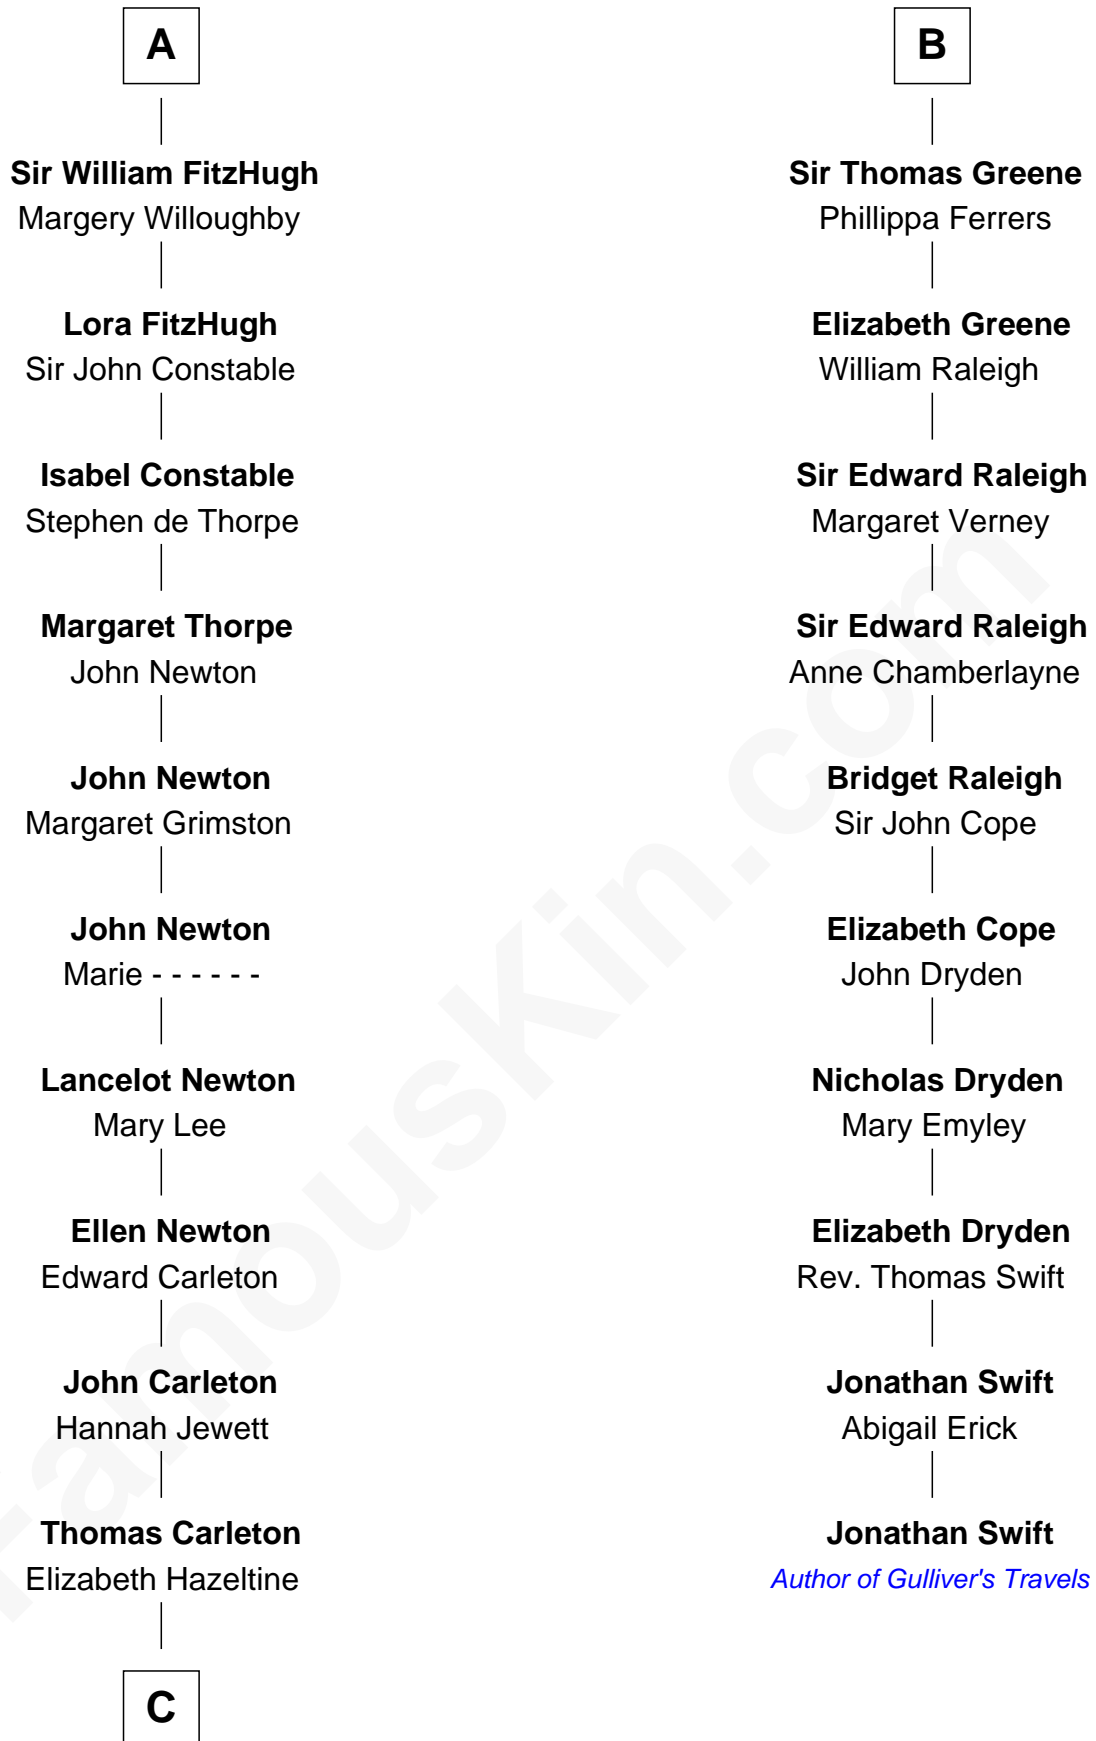 A
Sir William FitzHugh
Margery Willoughby
Lora FitzHugh
Sir John Constable
Isabel Constable
Stephen de Thorpe
Margaret Thorpe
John Newton
John Newton
Margaret Grimston
John Newton
Marie - - - - - -
Lancelot Newton
Mary Lee
Ellen Newton
Edward Carleton
John Carleton
Hannah Jewett
Thomas Carleton
Elizabeth Hazeltine
C
B
Sir Thomas Greene
Phillippa Ferrers
Elizabeth Greene
William Raleigh
Sir Edward Raleigh
Margaret Verney
Sir Edward Raleigh
Anne Chamberlayne
Bridget Raleigh
Sir John Cope
Elizabeth Cope
John Dryden
Nicholas Dryden
Mary Emyley
Elizabeth Dryden
Rev. Thomas Swift
Jonathan Swift
Abigail Erick
Jonathan Swift
Author of Gulliver's Travels
FamousKin.com